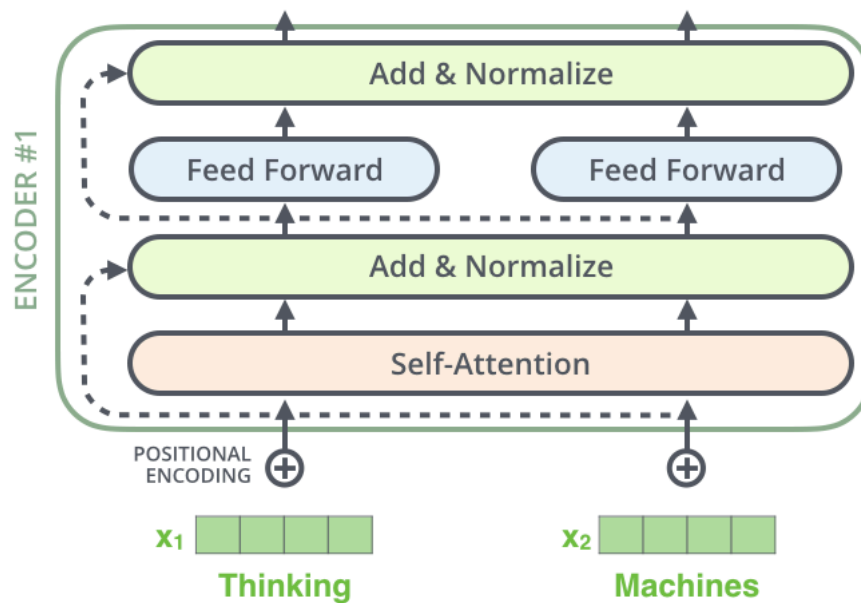 ENCODER #1
Add & Normalize
Feed Forward Feed Forward
Add & Normalize
Self-Attention
POSITIONAL
ENCODING
x₁ x₂
Thinking Machines